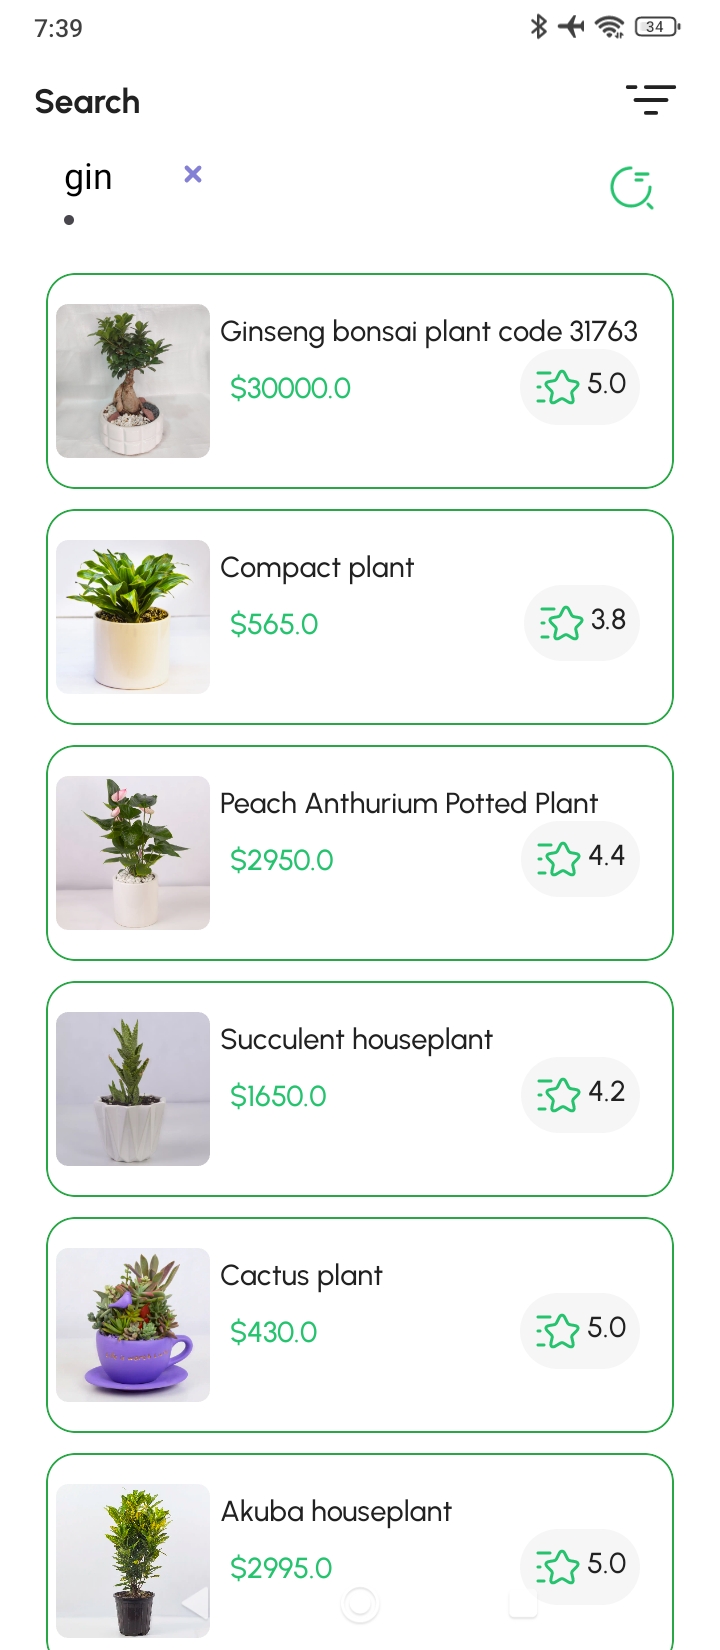 7:39
34
Search
gin
Ginseng bonsai plant code 31763
$30000.0
5.0
Compact plant
$565.0
3.8
Peach Anthurium Potted Plant
$2950.0
4.4
Succulent houseplant
$1650.0
4.2
Cactus plant
$430.0
5.0
Akuba houseplant
$2995.0
5.0